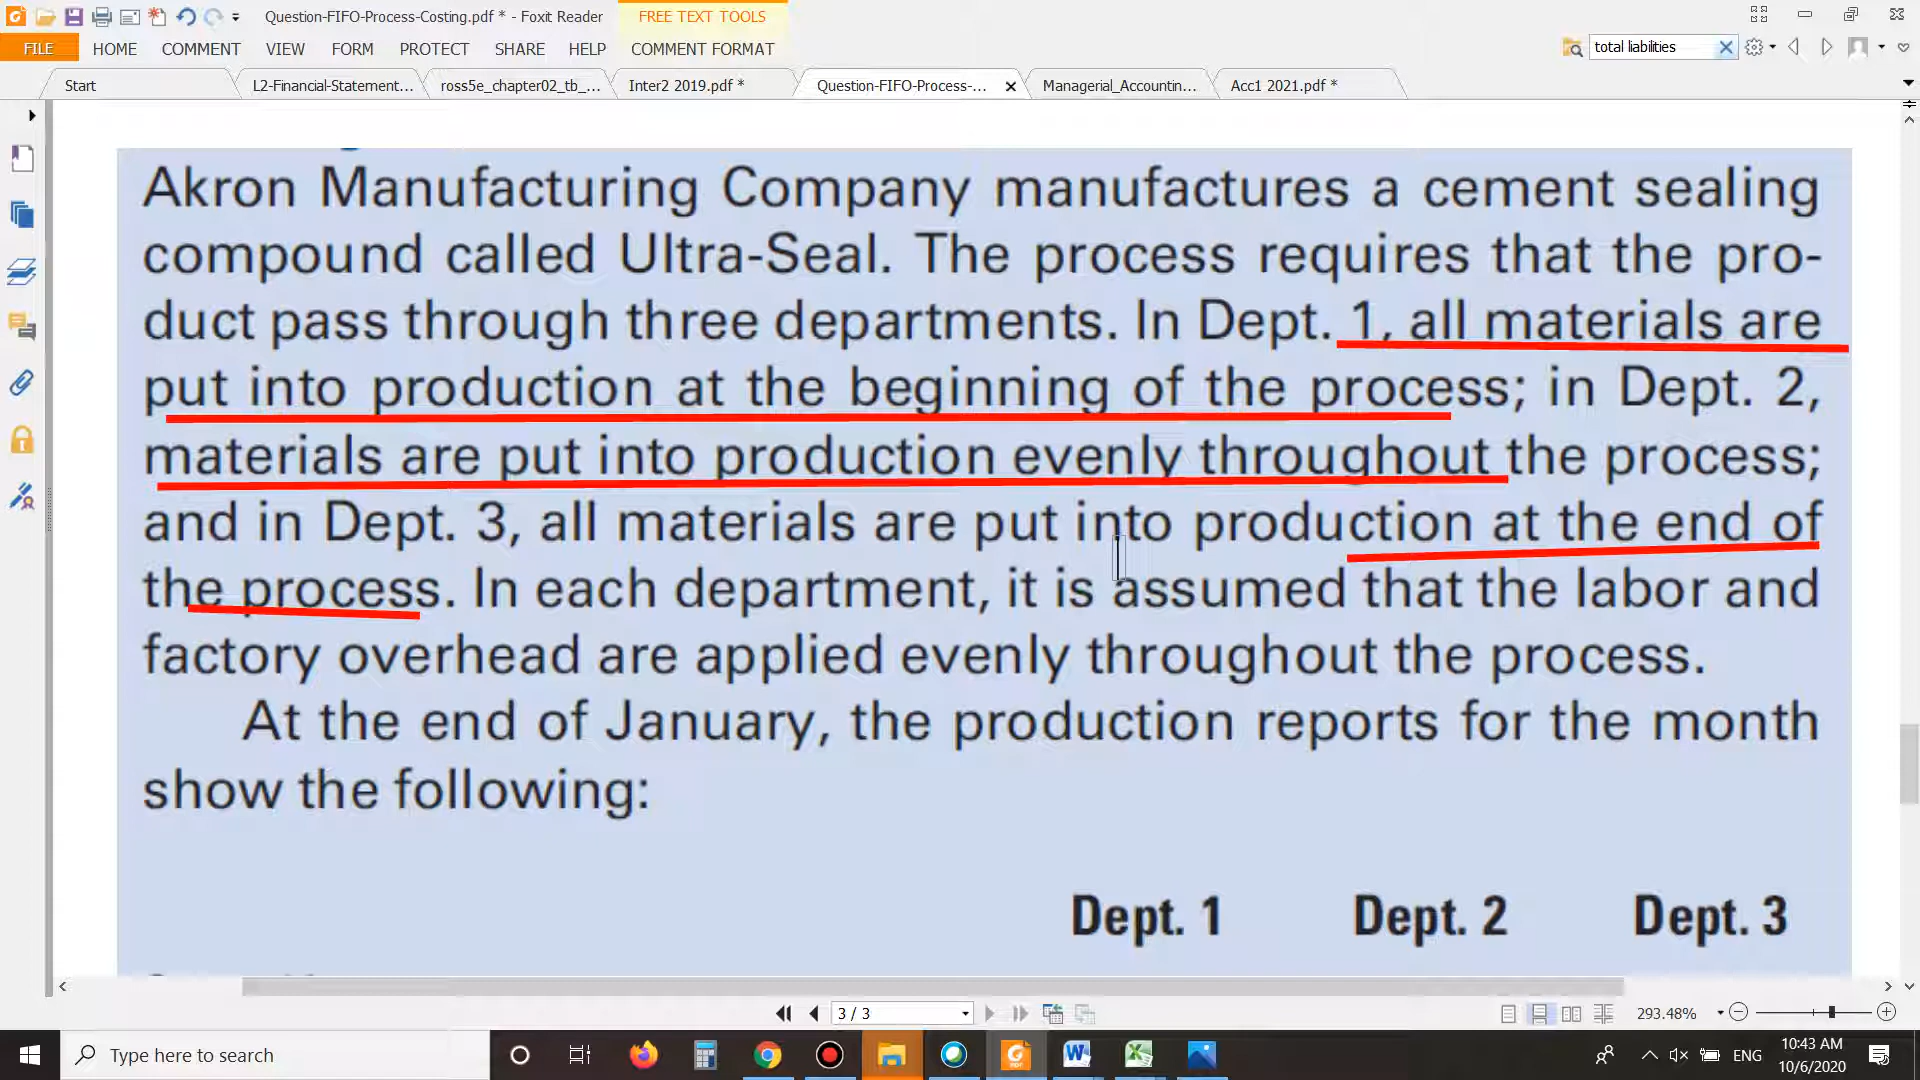 Question-FIFO-Process-Costing.pdf * - Foxit Reader
FREE TEXT TOOLS
FILE
HOME
COMMENT
VIEW
FORM
PROTECT
SHARE
HELP
COMMENT FORMAT
total liabilities
Start
L2-Financial-Statement...
ross5e_chapter02_tb_...
Inter2 2019.pdf *
Question-FIFO-Process-...
Managerial_Accountin...
Acc1 2021.pdf *
Akron Manufacturing Company manufactures a cement sealing
compound called Ultra-Seal. The process requires that the pro-
duct pass through three departments. In Dept. 1, all materials are
put into production at the beginning of the process; in Dept. 2,
materials are put into production evenly throughout the process;
and in Dept. 3, all materials are put into production at the end of
the process. In each department, it is assumed that the labor and
factory overhead are applied evenly throughout the process.
At the end of January, the production reports for the month
show the following:
Dept. 1 Dept. 2 Dept. 3
3 / 3
293.48%
Type here to search
ENG
10:43 AM
10/6/2020